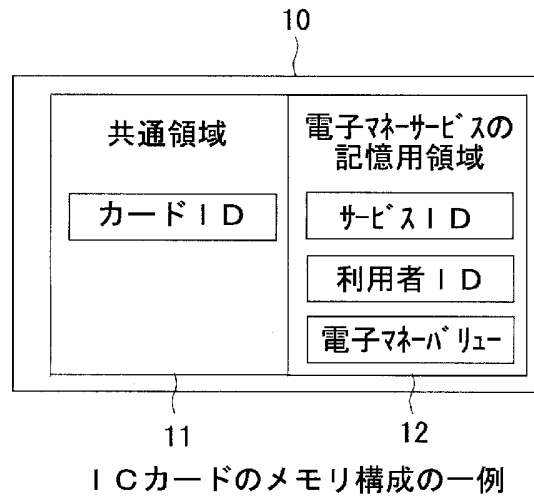 10
共通領域
カードＩＤ
電子ﾏﾈｰｻｰﾋﾞｽの
記憶用領域
ｻｰﾋﾞｽＩＤ
利用者ＩＤ
電子ﾏﾈｰﾊﾞﾘｭｰ
11
12
ＩＣカードのメモリ構成の一例